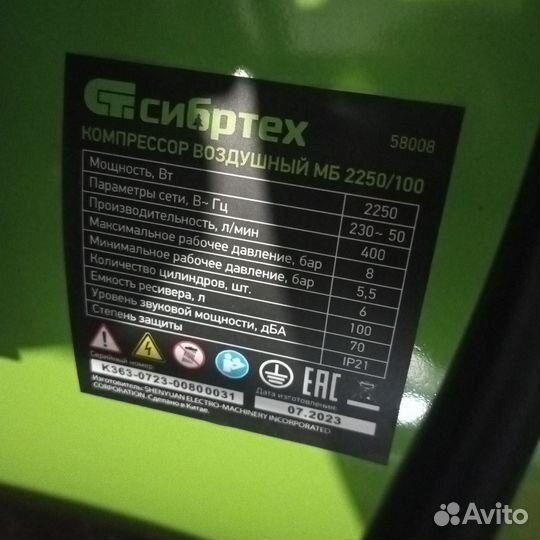 сибртех
58008
КОМПРЕССОР ВОЗДУШНЫЙ МБ 2250/100
Мощность, Вт 2250
Параметры сети, В~ Гц 230~ 50
Производительность, л/мин 400
Максимальное рабочее давление, бар 8
Минимальное рабочее давление, бар 5,5
Количество цилиндров, шт. 6
Емкость ресивера, л 100
Уровень звуковой мощности, дБА 70
Степень защиты IP21
Серийный номер:
K363-0723-00800031
EAC
Дата изготовления:
07.2023
Изготовитель: SHENYUAN ELECTRO-MACHINERY INCORPORATED
CORPORATION. Сделано в Китае.
Avito